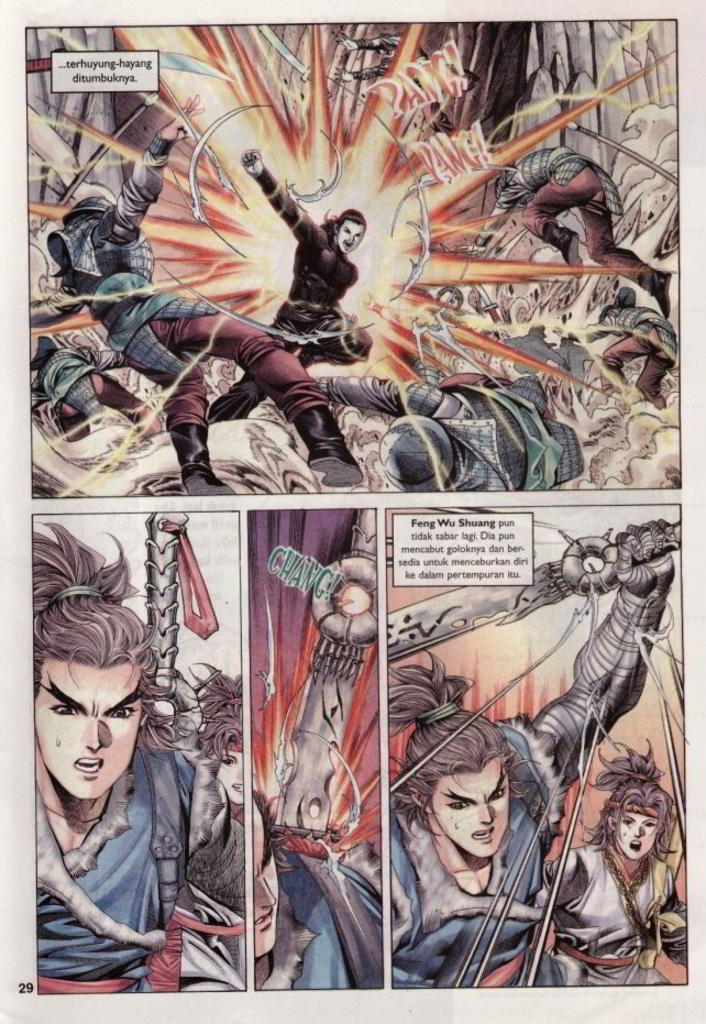 ...terhuyung-hayang
ditumbuknya.
PANG!
PANG!
CHANG!
Feng Wu Shuang pun
tidak sabar lagi. Dia pun
mencabut goloknya dan ber-
sedia untuk menceburkan diri
ke dalam pertempuran itu.
29